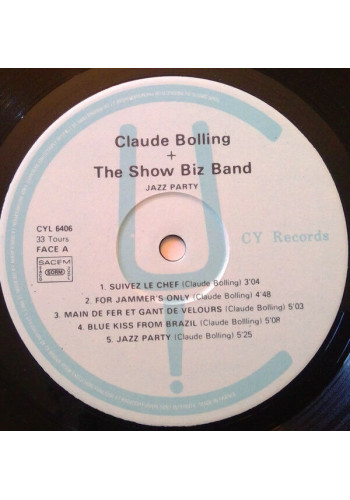 Claude Bolling
+
The Show Biz Band
JAZZ PARTY
CYL 6406
33 Tours
FACE A
SACEM
SDRM
CY Records
1. SUIVEZ LE CHEF (Claude Bolling) 3'04
2. FOR JAMMER'S ONLY (Claude Bolling) 4'48
3. MAIN DE FER ET GANT DE VELOURS (Claude Bolling) 5'03
4. BLUE KISS FROM BRAZIL (Claude Bolling) 5'08
5. JAZZ PARTY (Claude Bolling) 5'25